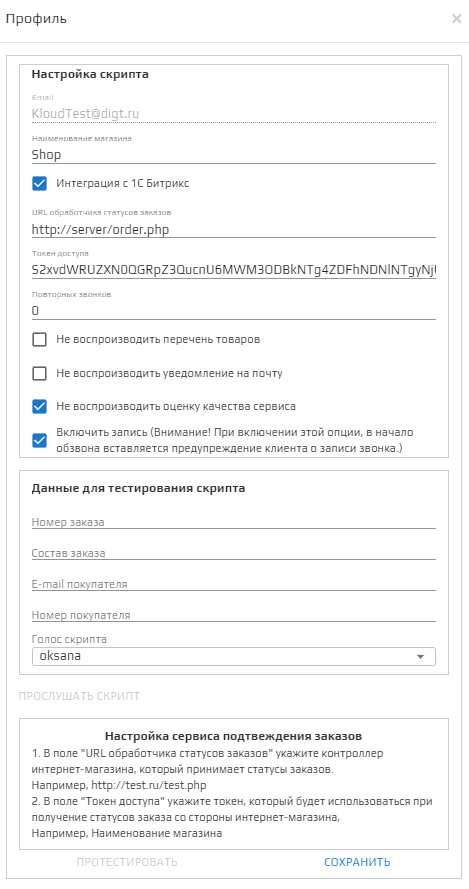 Профиль
Настройка скрипта
Email
KloudTest@digt.ru
Наименование магазина
Shop
Интеграция с 1С Битрикс
URL обработчика статусов заказов
http://server/order.php
Токен доступа
S2xvdWRUZXN0QGRpZ3QucnU6MWM3ODBkNTg4ZDFhNDNlNTgyNjU
Повторных звонков
0
Не воспроизводить перечень товаров
Не воспроизводить уведомление на почту
Не воспроизводить оценку качества сервиса
Включить запись (Внимание! При включении этой опции, в начало
обзвона вставляется предупреждение клиента о записи звонка.)
Данные для тестирования скрипта
Номер заказа
Состав заказа
E-mail покупателя
Номер покупателя
Голос скрипта
oksana
ПРОСЛУШАТЬ СКРИПТ
Настройка сервиса подтвеждения заказов
1. В поле "URL обработчика статусов заказов" укажите контроллер
интернет-магазина, который принимает статусы заказов.
Например, http://test.ru/test.php
2. В поле "Токен доступа" укажите токен, который будет использоваться при
получение статусов заказа со стороны интернет-магазина,
Например, Наименование магазина
ПРОТЕСТИРОВАТЬ СОХРАНИТЬ